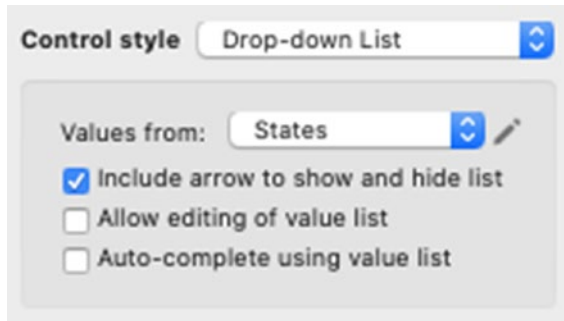 Control style Drop-down List
Values from: States
Include arrow to show and hide list
Allow editing of value list
Auto-complete using value list